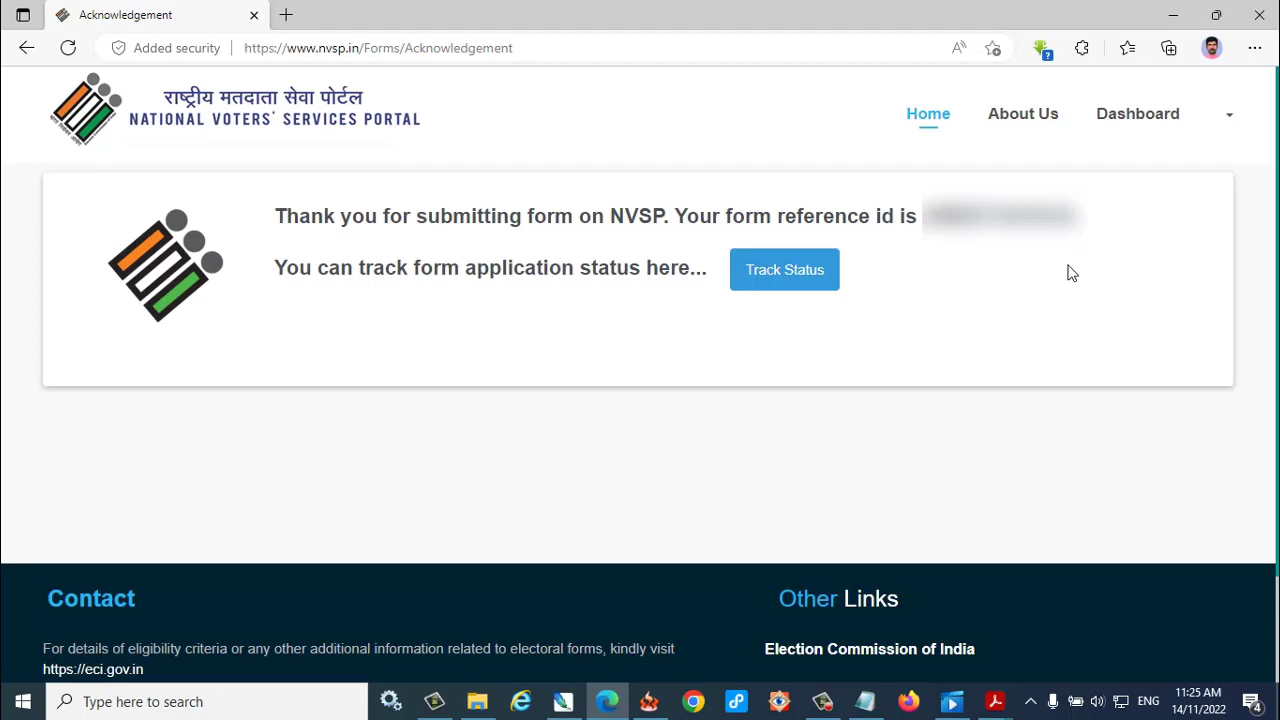 Acknowledgement
Added security
https://www.nvsp.in/Forms/Acknowledgement
राष्ट्रीय मतदाता सेवा पोर्टल
NATIONAL VOTERS' SERVICES PORTAL
Home
About Us
Dashboard
Thank you for submitting form on NVSP. Your form reference id is
You can track form application status here...
Track Status
Contact
Other Links
For details of eligibility criteria or any other additional information related to electoral forms, kindly visit
https://eci.gov.in
Election Commission of India
Type here to search
ENG
11:25 AM
14/11/2022
4